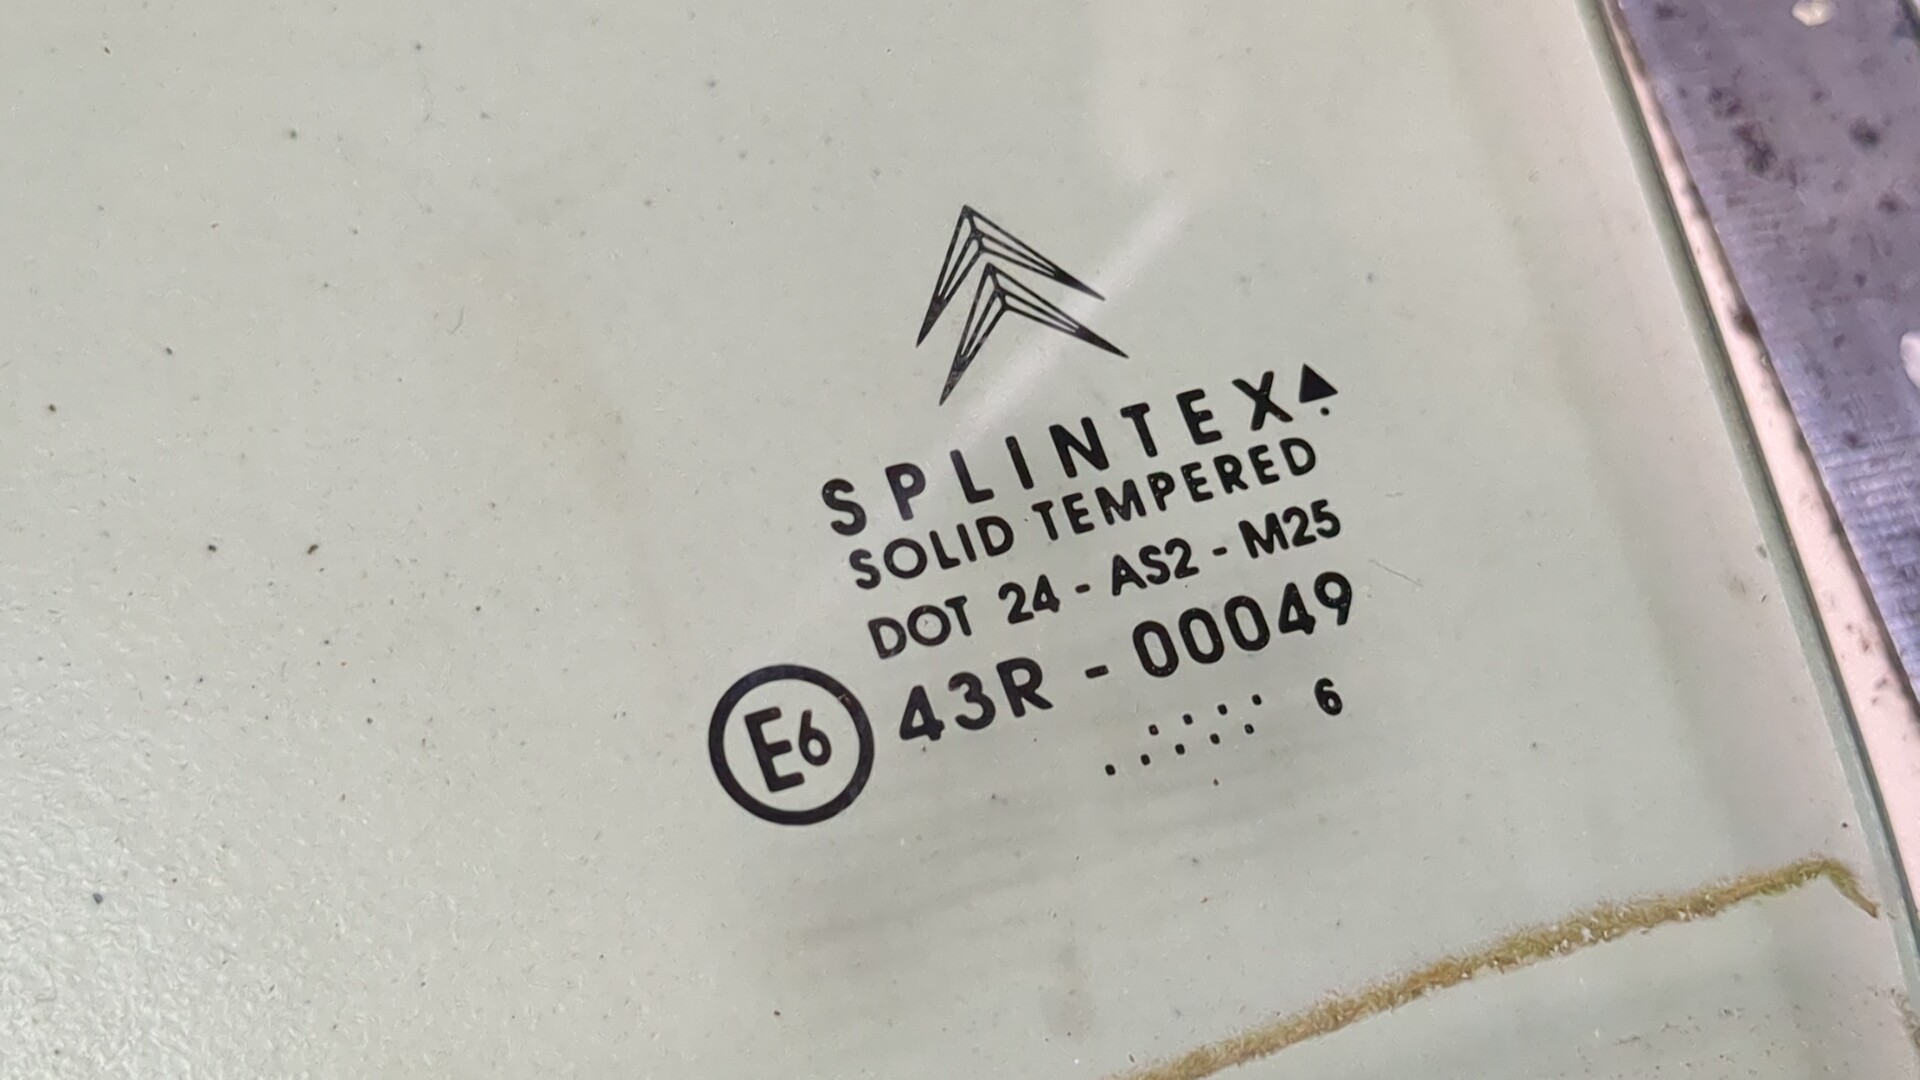 SPLINTEX
SOLID TEMPERED
DOT 24 - AS2 - M25
E6 43R - 00049
6